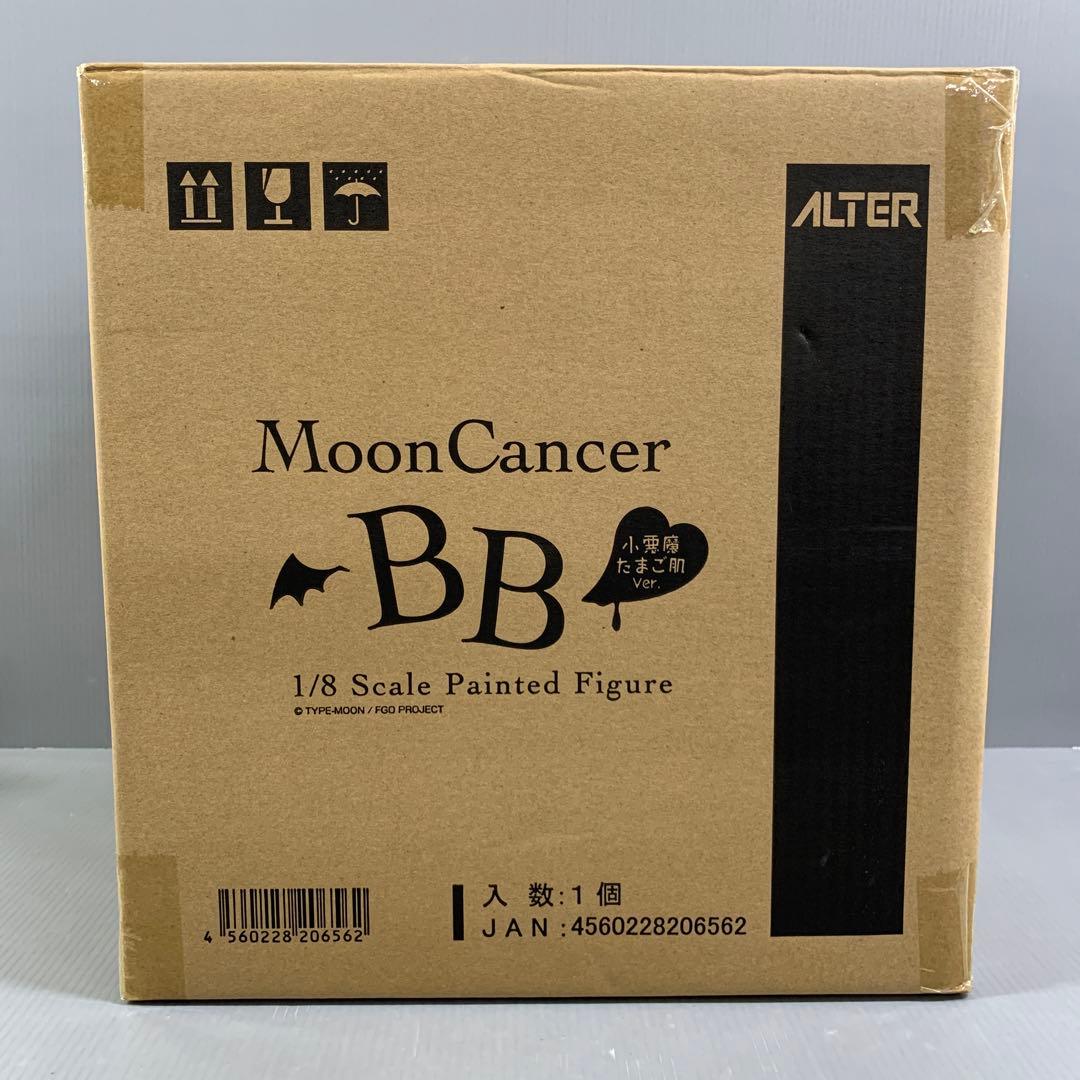 ALTER
MoonCancer
BB
小悪魔
たまご肌
Ver.
1/8 Scale Painted Figure
© TYPE-MOON / FGO PROJECT
4 560228 206562
入 数:1 個
JAN :4560228206562